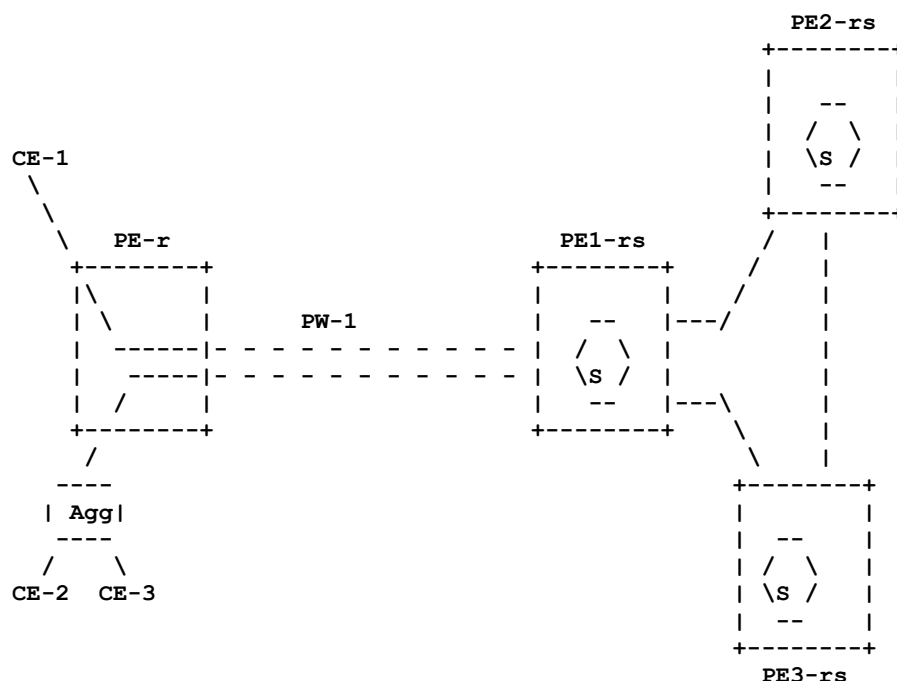 PE2-rs
S
CE-1
PE-r
PE1-rs
PW-1
S
Agg
CE-2 CE-3
S
PE3-rs